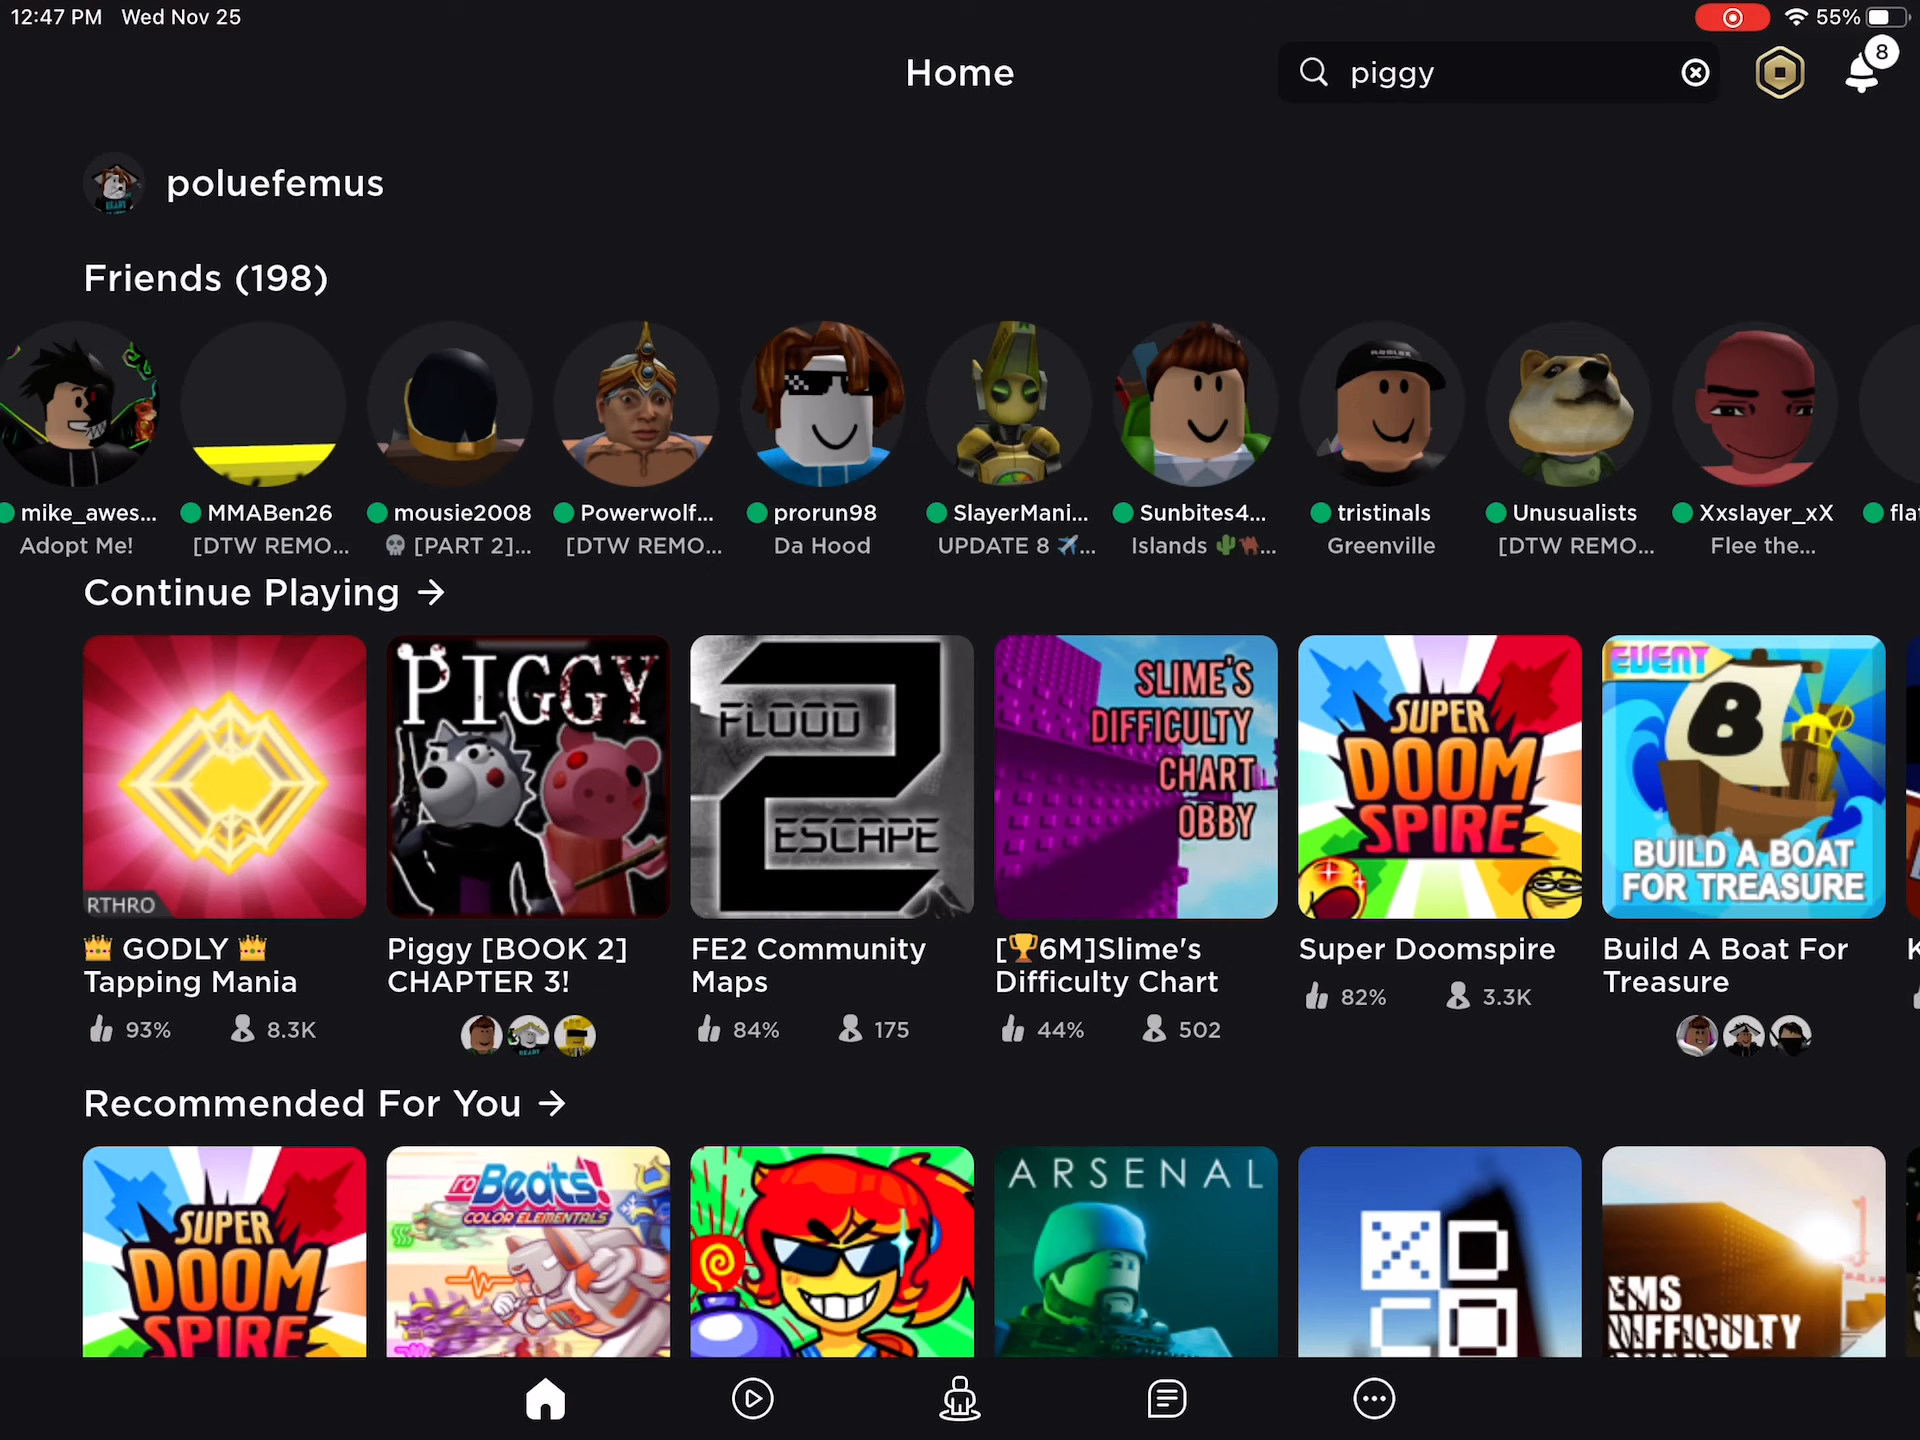 12:47 PM Wed Nov 25
55%
Home
piggy
8
poluefemus
Friends (198)
mike_awes... MMABen26 mousie2008 Powerwolf... prorun98 SlayerMani... Sunbites4... tristinals Unusualists Xxslayer_xX
Adopt Me! [DTW REMO... 💀 [PART 2]... [DTW REMO... Da Hood UPDATE 8 ✈️... Islands 🌵🐪... Greenville [DTW REMO... Flee the...
Continue Playing →
RTHRO
PIGGY
FLOOD
2
ESCAPE
SLIME'S
DIFFICULTY
CHART
OBBY
SUPER
DOOM
SPIRE
EVENT
B
BUILD A BOAT
FOR TREASURE
👑 GODLY 👑
Tapping Mania
93% 8.3K
Piggy [BOOK 2]
CHAPTER 3!
FE2 Community
Maps
84% 175
[🏆6M]Slime's
Difficulty Chart
44% 502
Super Doomspire
82% 3.3K
Build A Boat For
Treasure
Recommended For You →
SUPER
DOOM
SPIRE
roBeats!
COLOR ELEMENTALS
ARSENAL
EMS
DIFFICULTY